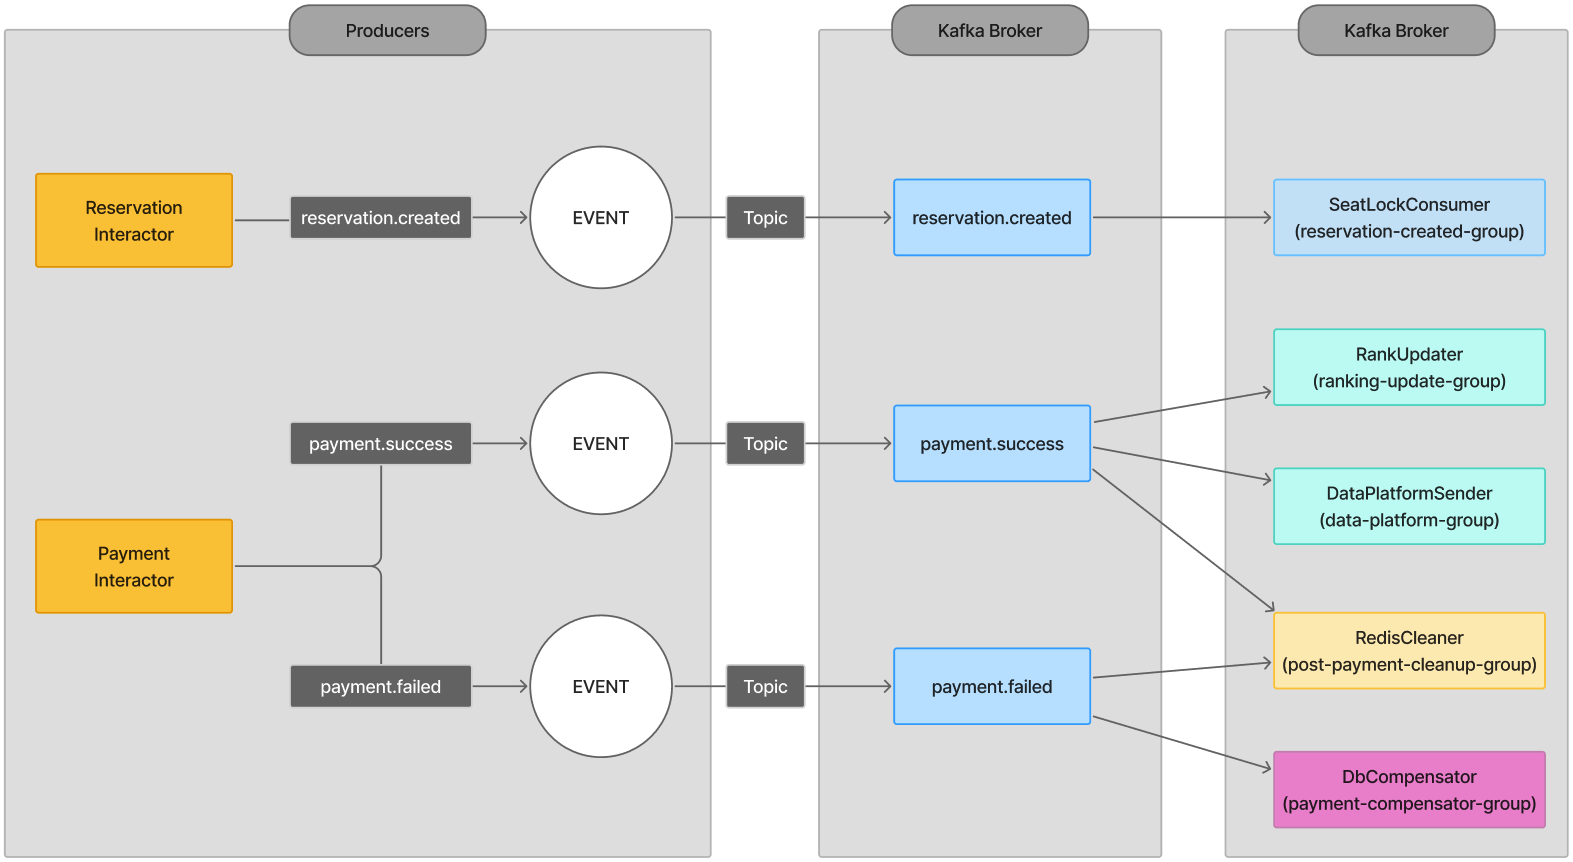 Producers
Kafka Broker
Kafka Broker
Reservation
Interactor
reservation.created
EVENT
Topic
reservation.created
SeatLockConsumer
(reservation-created-group)
RankUpdater
(ranking-update-group)
payment.success
EVENT
Topic
payment.success
DataPlatformSender
(data-platform-group)
Payment
Interactor
RedisCleaner
(post-payment-cleanup-group)
payment.failed
EVENT
Topic
payment.failed
DbCompensator
(payment-compensator-group)